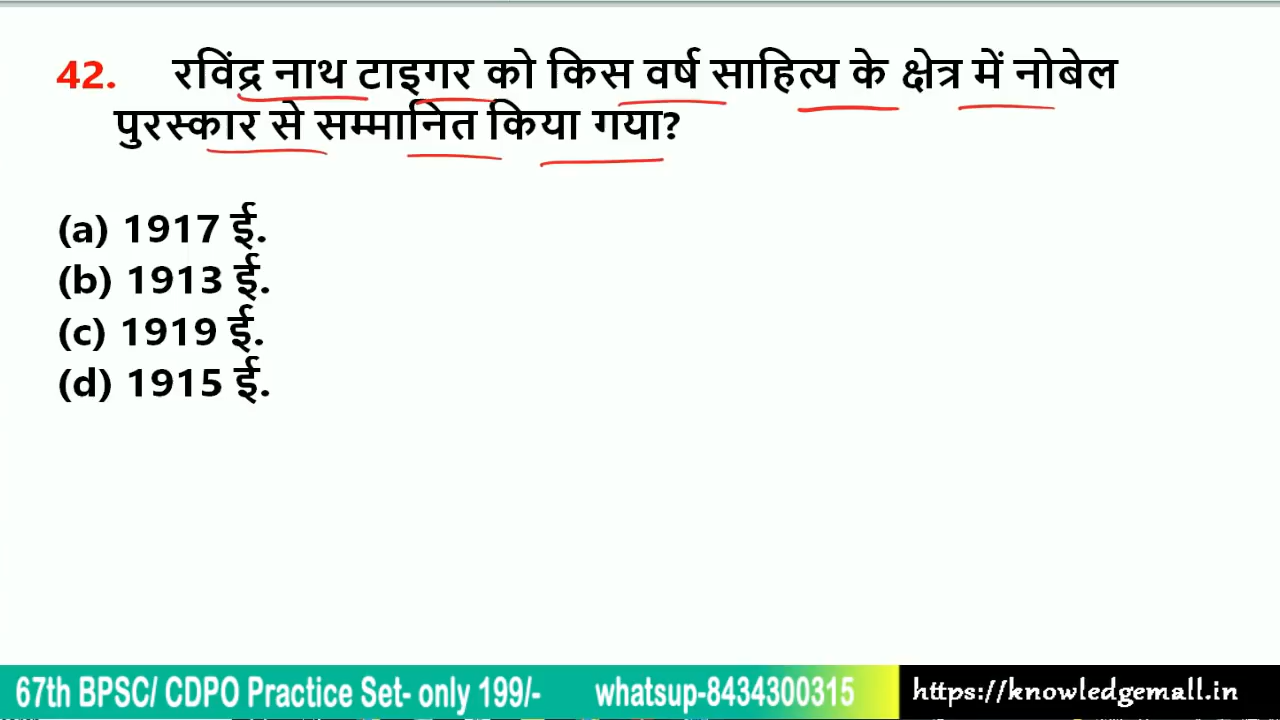 42. रविंद्र नाथ टाइगर को किस वर्ष साहित्य के क्षेत्र में नोबेल
पुरस्कार से सम्मानित किया गया?
(a) 1917 ई.
(b) 1913 ई.
(c) 1919 ई.
(d) 1915 ई.
67th BPSC/ CDPO Practice Set- only 199/- whatsup-8434300315 https://knowledgemall.in